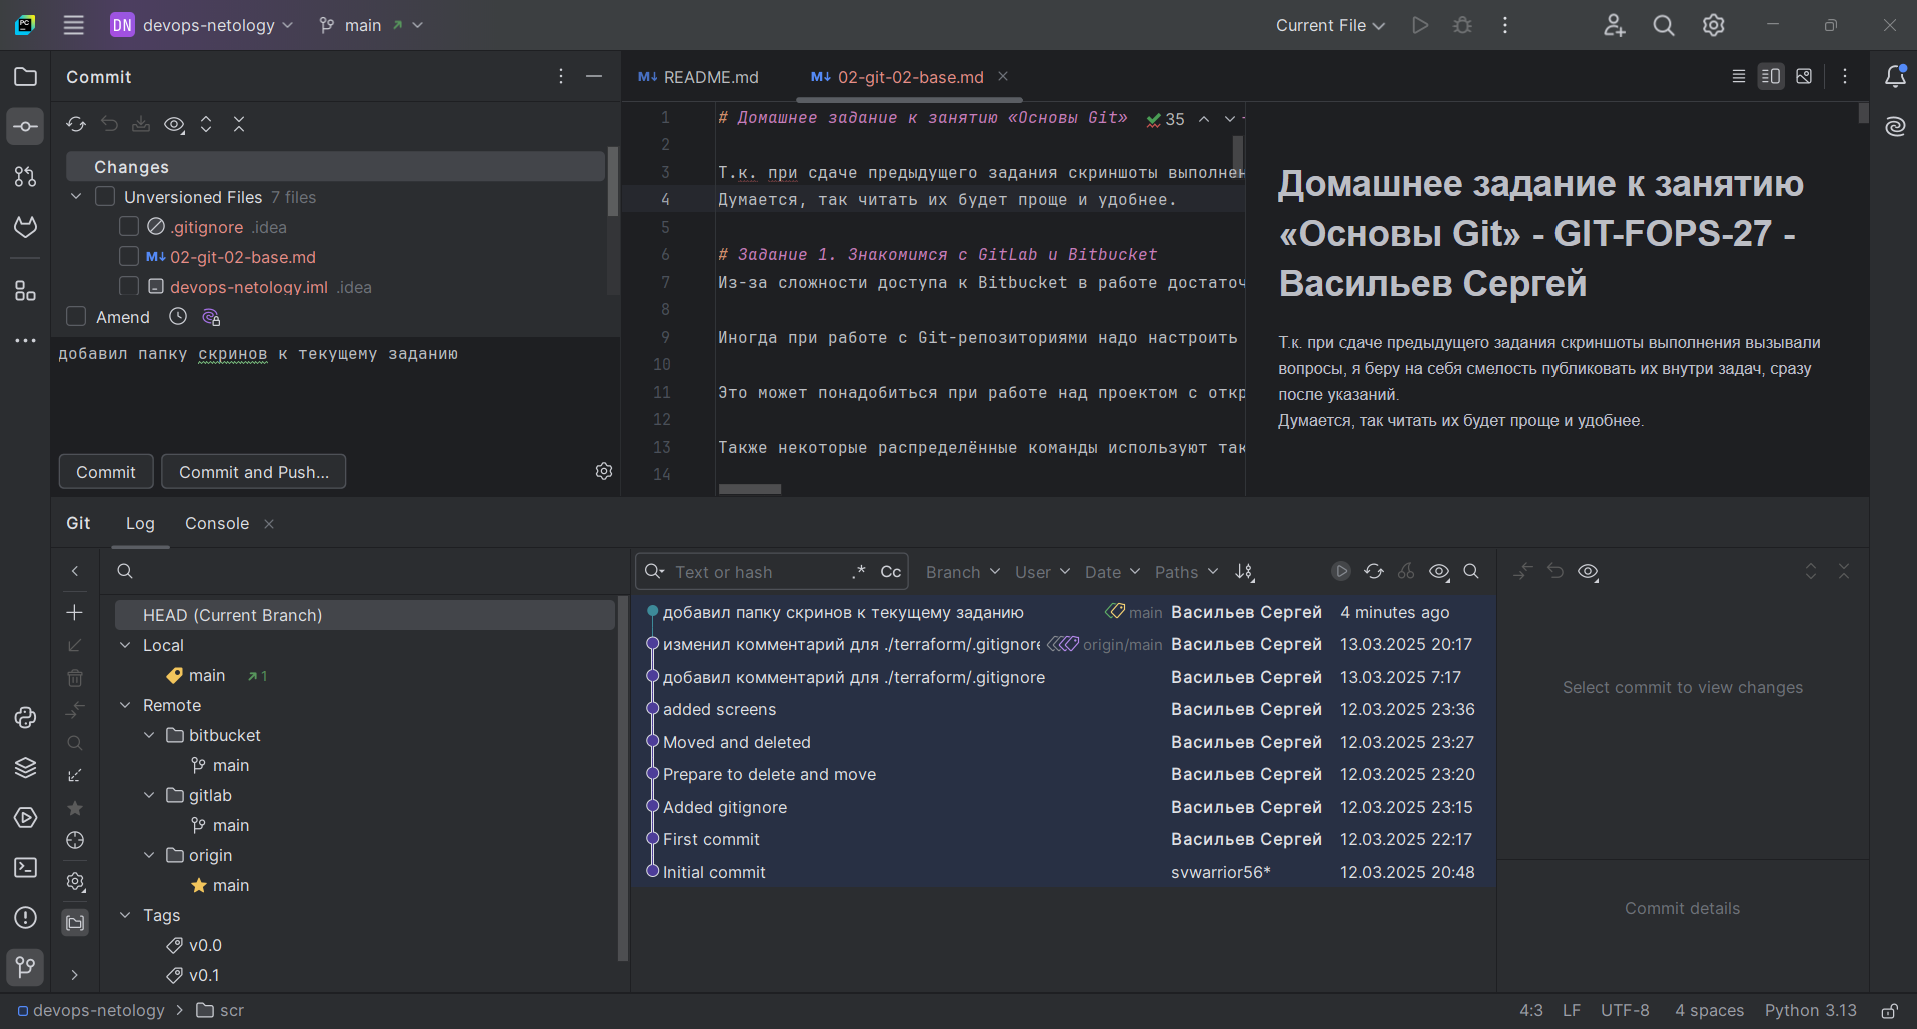 DN devops-netology main Current File
Commit
README.md 02-git-02-base.md
Changes
Unversioned Files 7 files
.gitignore .idea
02-git-02-base.md
devops-netology.iml .idea
Amend
добавил папку скринов к текущему заданию
Commit Commit and Push...
1 # Домашнее задание к занятию «Основы Git» 35
2
3 Т.к. при сдаче предыдущего задания скриншоты выполнен
4 Думается, так читать их будет проще и удобнее.
5
6 # Задание 1. Знакомимся с GitLab и Bitbucket
7 Из-за сложности доступа к Bitbucket в работе достаточ
8
9 Иногда при работе с Git-репозиториями надо настроить
10
11 Это может понадобиться при работе над проектом с откр
12
13 Также некоторые распределённые команды используют так
14
Домашнее задание к занятию
«Основы Git» - GIT-FOPS-27 -
Васильев Сергей
Т.к. при сдаче предыдущего задания скриншоты выполнения вызывали
вопросы, я беру на себя смелость публиковать их внутри задач, сразу
после указаний.
Думается, так читать их будет проще и удобнее.
Git Log Console
HEAD (Current Branch)
Local
main 1
Remote
bitbucket
main
gitlab
main
origin
main
Tags
v0.0
v0.1
Text or hash .* Cc Branch User Date Paths
добавил папку скринов к текущему заданию main Васильев Сергей 4 minutes ago
изменил комментарий для ./terraform/.gitignore origin/main Васильев Сергей 13.03.2025 20:17
добавил комментарий для ./terraform/.gitignore Васильев Сергей 13.03.2025 7:17
added screens Васильев Сергей 12.03.2025 23:36
Moved and deleted Васильев Сергей 12.03.2025 23:27
Prepare to delete and move Васильев Сергей 12.03.2025 23:20
Added gitignore Васильев Сергей 12.03.2025 23:15
First commit Васильев Сергей 12.03.2025 22:17
Initial commit svwarrior56* 12.03.2025 20:48
Select commit to view changes
Commit details
devops-netology scr
4:3 LF UTF-8 4 spaces Python 3.13